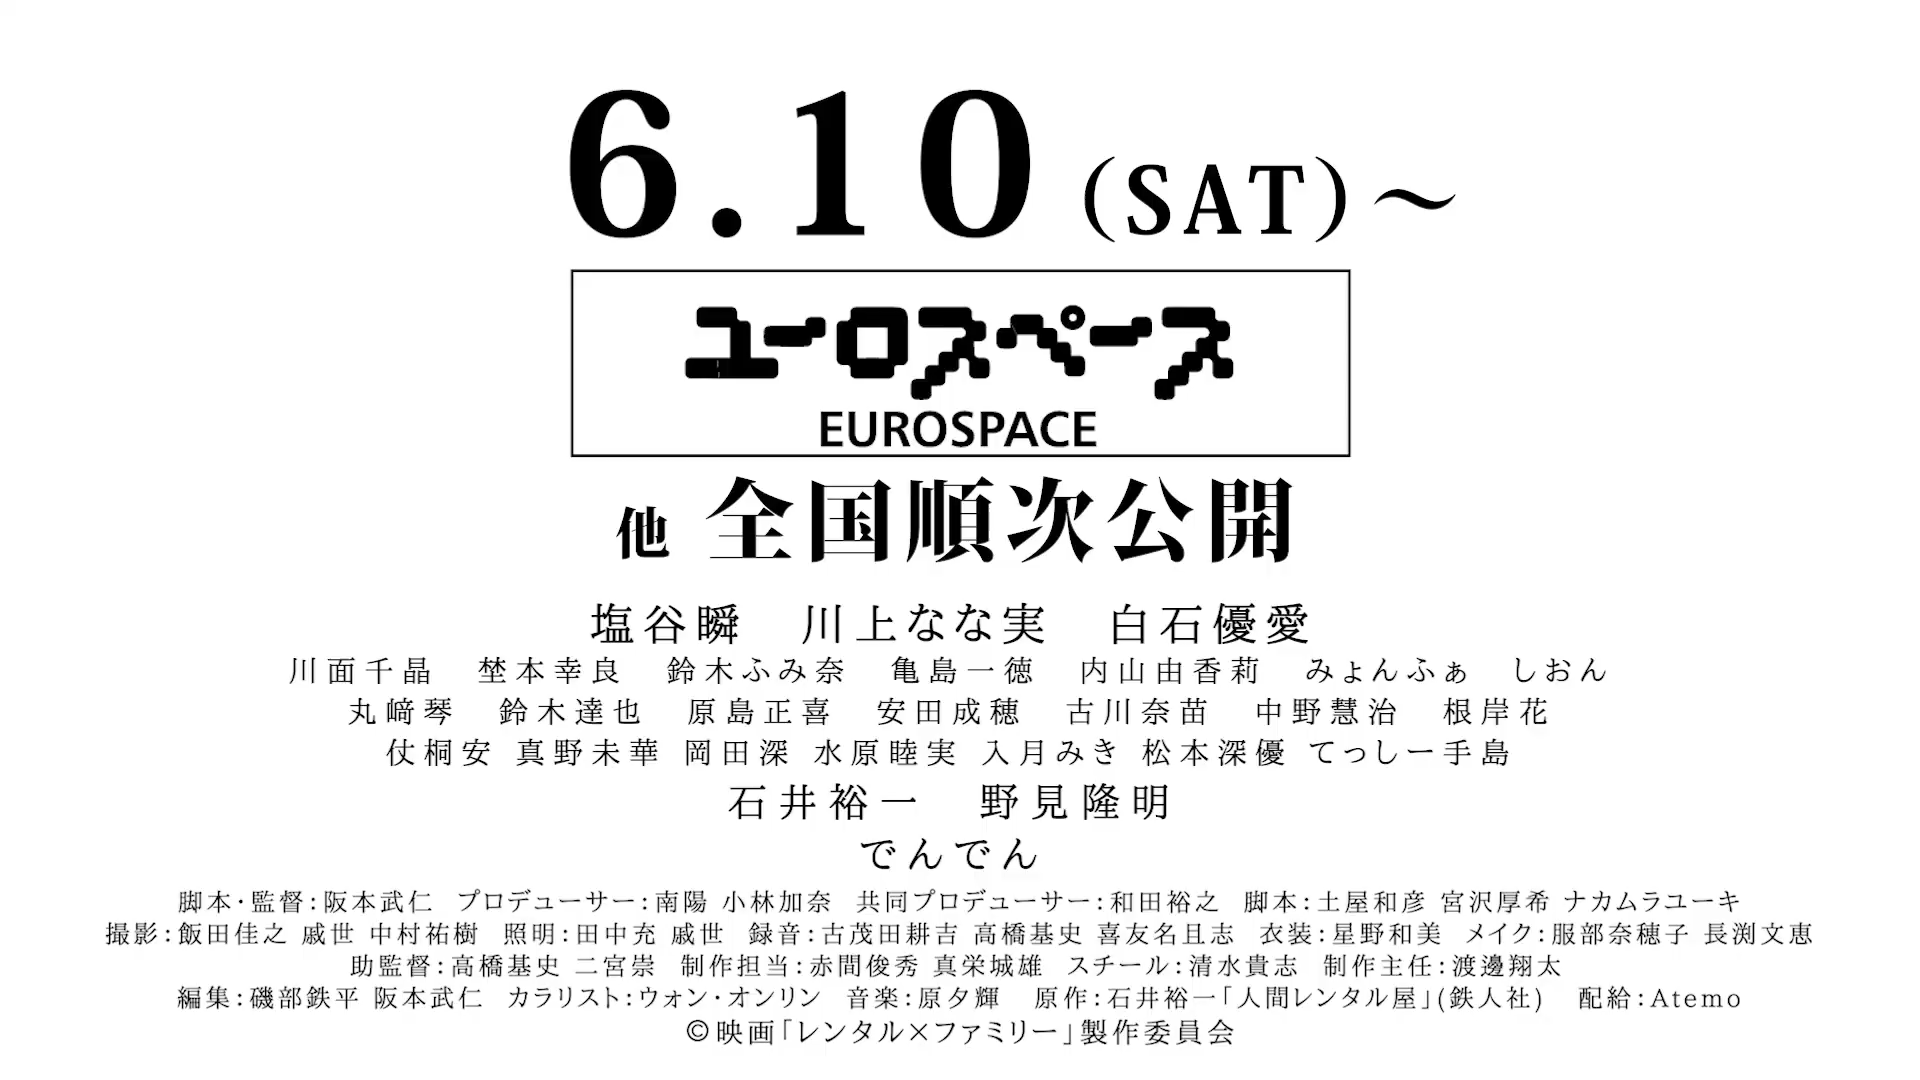 6.10(SAT)~
ユーロスペース
EUROSPACE
他 全国順次公開
塩谷瞬 川上なな実 白石優愛
川面千晶 埜本幸良 鈴木ふみ奈 亀島一徳 内山由香莉 みょんふぁ しおん
丸﨑琴 鈴木達也 原島正喜 安田成穂 古川奈苗 中野慧治 根岸花
仗桐安 真野未華 岡田深 水原睦実 入月みき 松本深優 てっしー手島
石井裕一 野見隆明
でんでん
脚本・監督:阪本武仁 プロデューサー:南陽 小林加奈 共同プロデューサー:和田裕之 脚本:土屋和彦 宮沢厚希 ナカムラユーキ
撮影:飯田佳之 戚世 中村祐樹 照明:田中充 戚世 録音:古茂田耕吉 高橋基史 喜友名且志 衣装:星野和美 メイク:服部奈穂子 長渕文恵
助監督:高橋基史 二宮崇 制作担当:赤間俊秀 真栄城雄 スチール:清水貴志 制作主任:渡邊翔太
編集:磯部鉄平 阪本武仁 カラリスト:ウォン・オンリン 音楽:原夕輝 原作:石井裕一「人間レンタル屋」(鉄人社) 配給:Atemo
©映画「レンタル×ファミリー」製作委員会